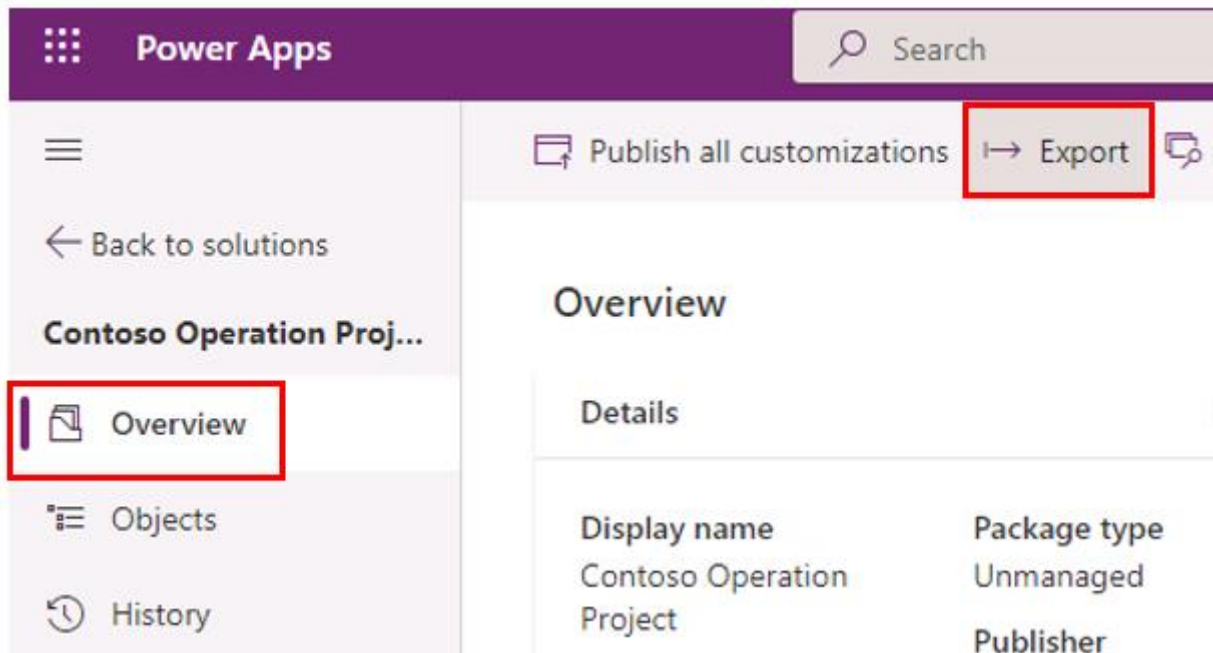 Power Apps
Search
Publish all customizations
Export
Back to solutions
Contoso Operation Proj...
Overview
Objects
History
Overview
Details
Display name
Contoso Operation
Project
Package type
Unmanaged
Publisher